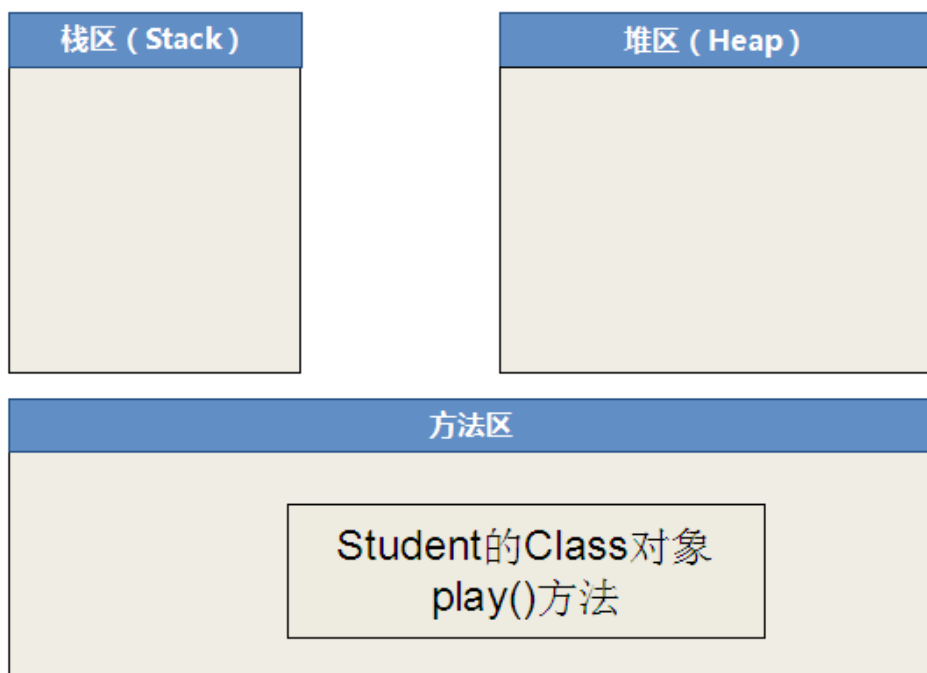 栈区（Stack）
堆区（Heap）
方法区
Student的Class对象
play()方法